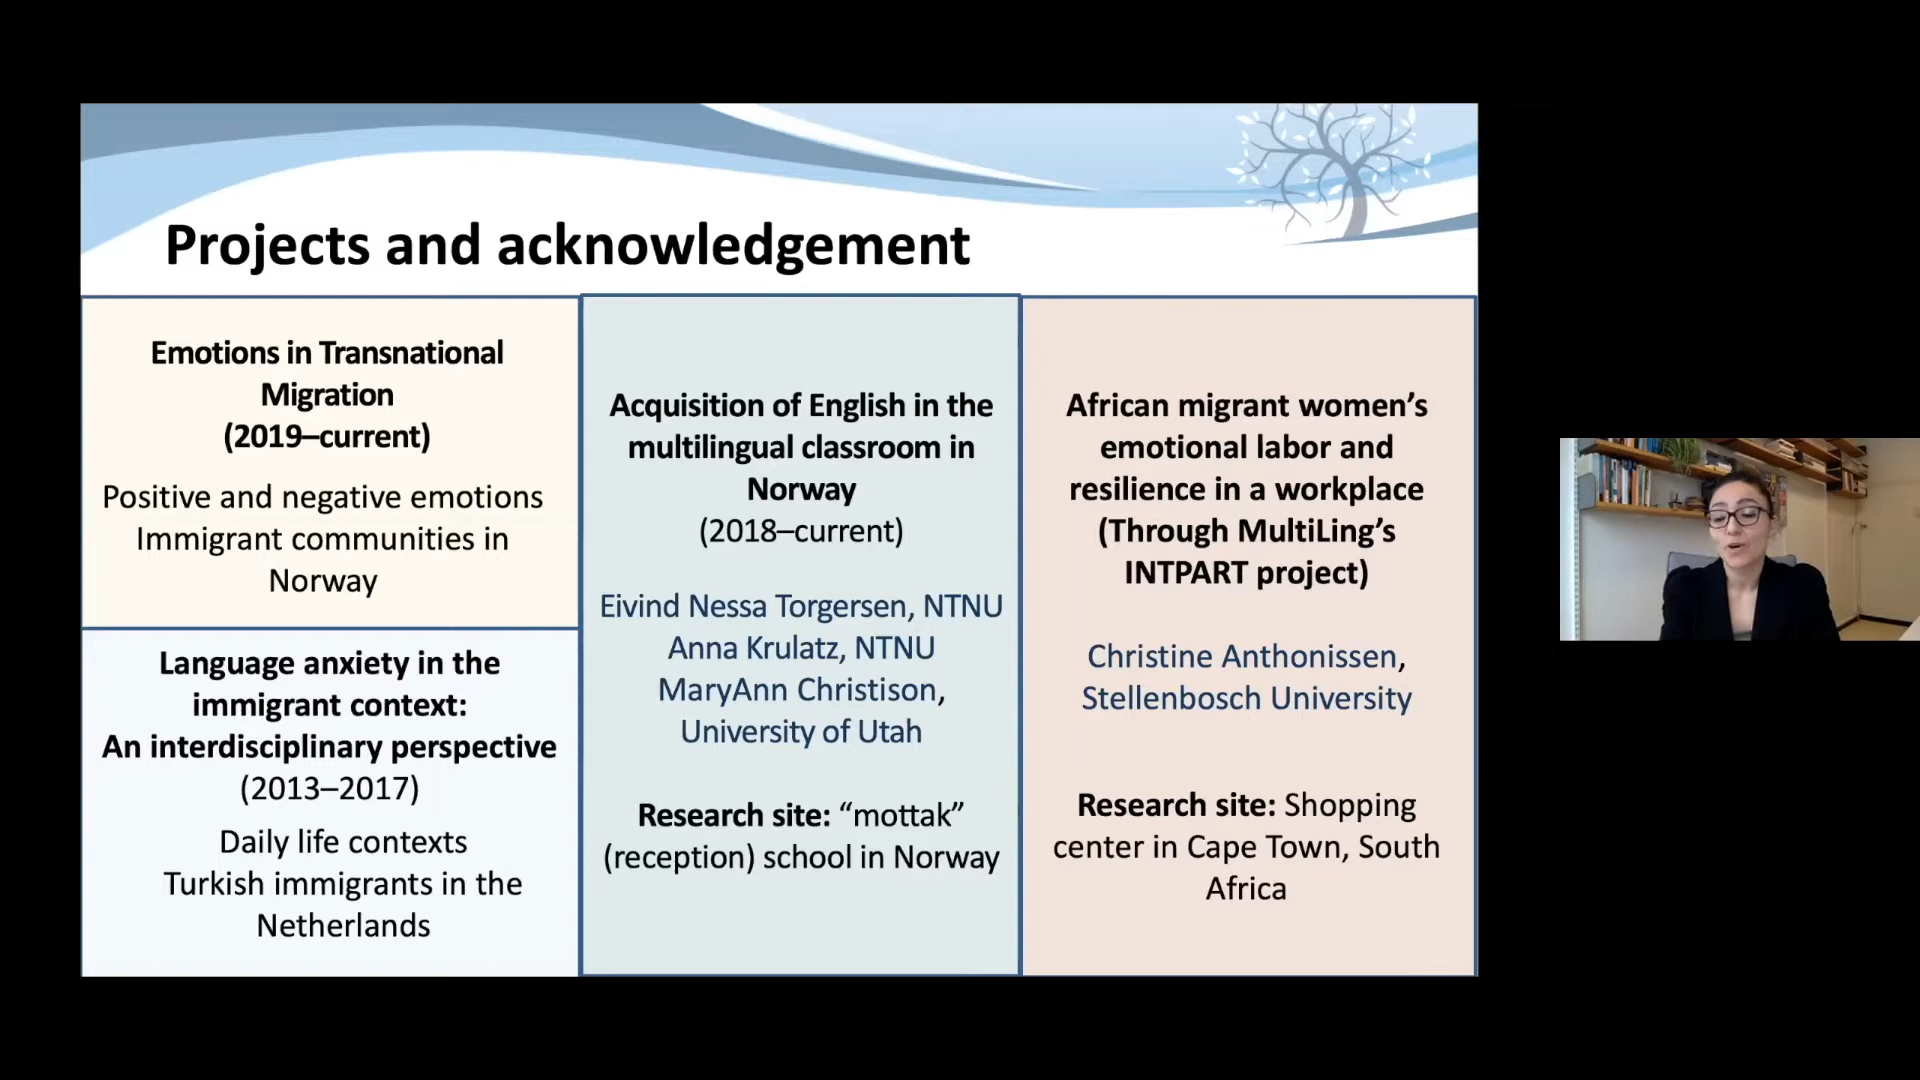 Projects and acknowledgement
Emotions in Transnational
Migration
(2019–current)
Positive and negative emotions
Immigrant communities in
Norway
Language anxiety in the
immigrant context:
An interdisciplinary perspective
(2013–2017)
Daily life contexts
Turkish immigrants in the
Netherlands
Acquisition of English in the
multilingual classroom in
Norway
(2018–current)
Eivind Nessa Torgersen, NTNU
Anna Krulatz, NTNU
MaryAnn Christison,
University of Utah
Research site: “mottak”
(reception) school in Norway
African migrant women’s
emotional labor and
resilience in a workplace
(Through MultiLing’s
INTPART project)
Christine Anthonissen,
Stellenbosch University
Research site: Shopping
center in Cape Town, South
Africa